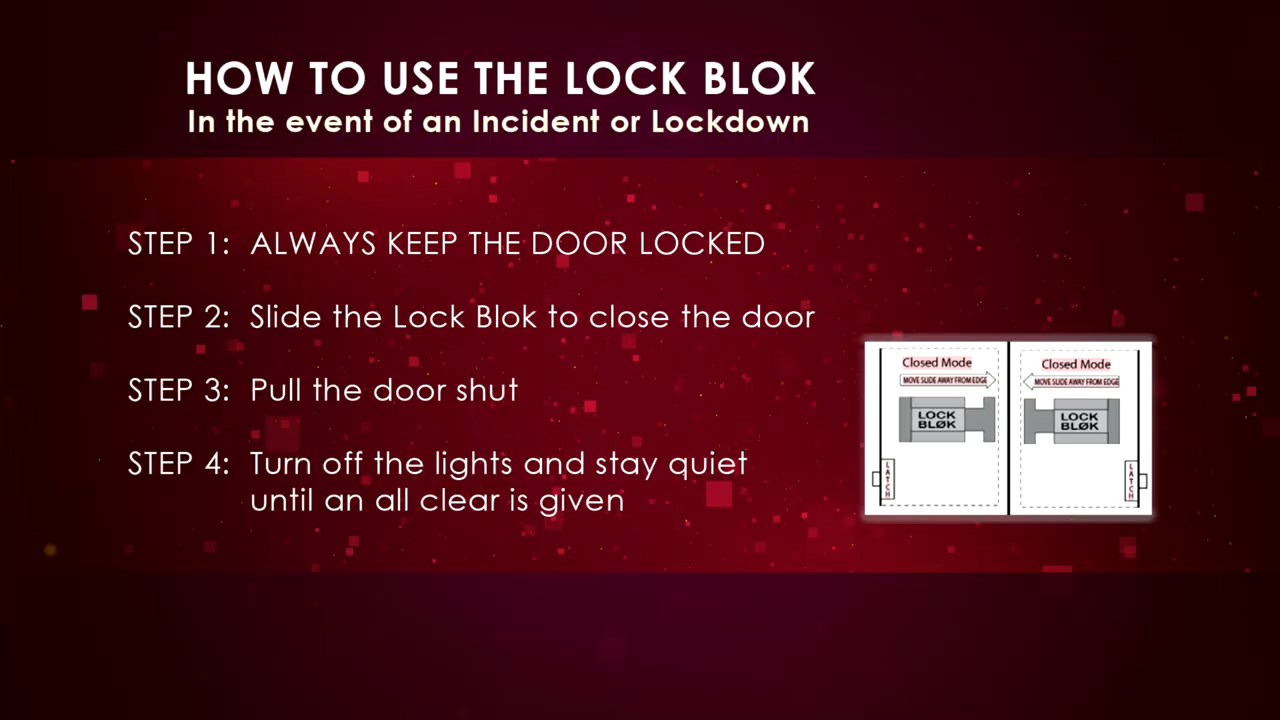 HOW TO USE THE LOCK BLOK
In the event of an Incident or Lockdown
STEP 1: ALWAYS KEEP THE DOOR LOCKED
STEP 2: Slide the Lock Blok to close the door
STEP 3: Pull the door shut
STEP 4: Turn off the lights and stay quiet
until an all clear is given
Closed Mode
MOVE SLIDE AWAY FROM EDGE
LOCK
BLØK
LATCH
Closed Mode
MOVE SLIDE AWAY FROM EDGE
LOCK
BLØK
LATCH